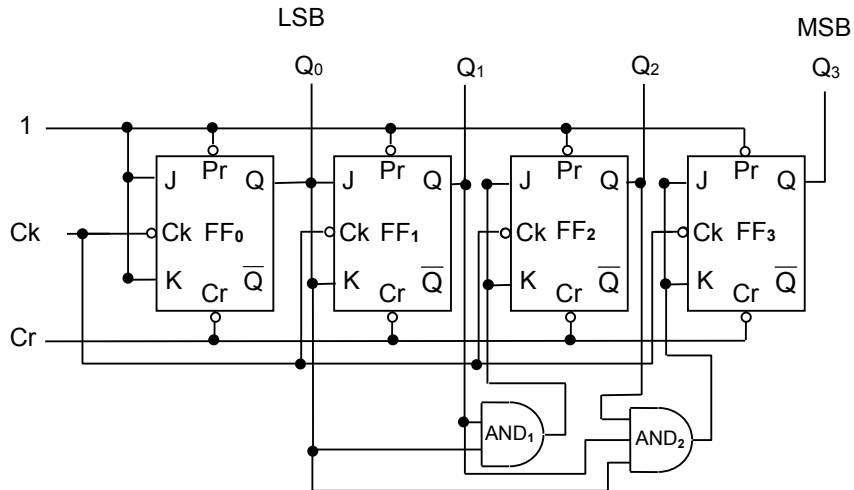 LSB MSB
Q₀ Q₁ Q₂ Q₃
1
Pr Pr Pr Pr
J Q J Q J Q J Q
Ck Ck FF₀ Ck FF₁ Ck FF₂ Ck FF₃
K Cr Q̅ K Cr Q̅ K Cr Q̅ K Cr Q̅
Cr
AND₁ AND₂